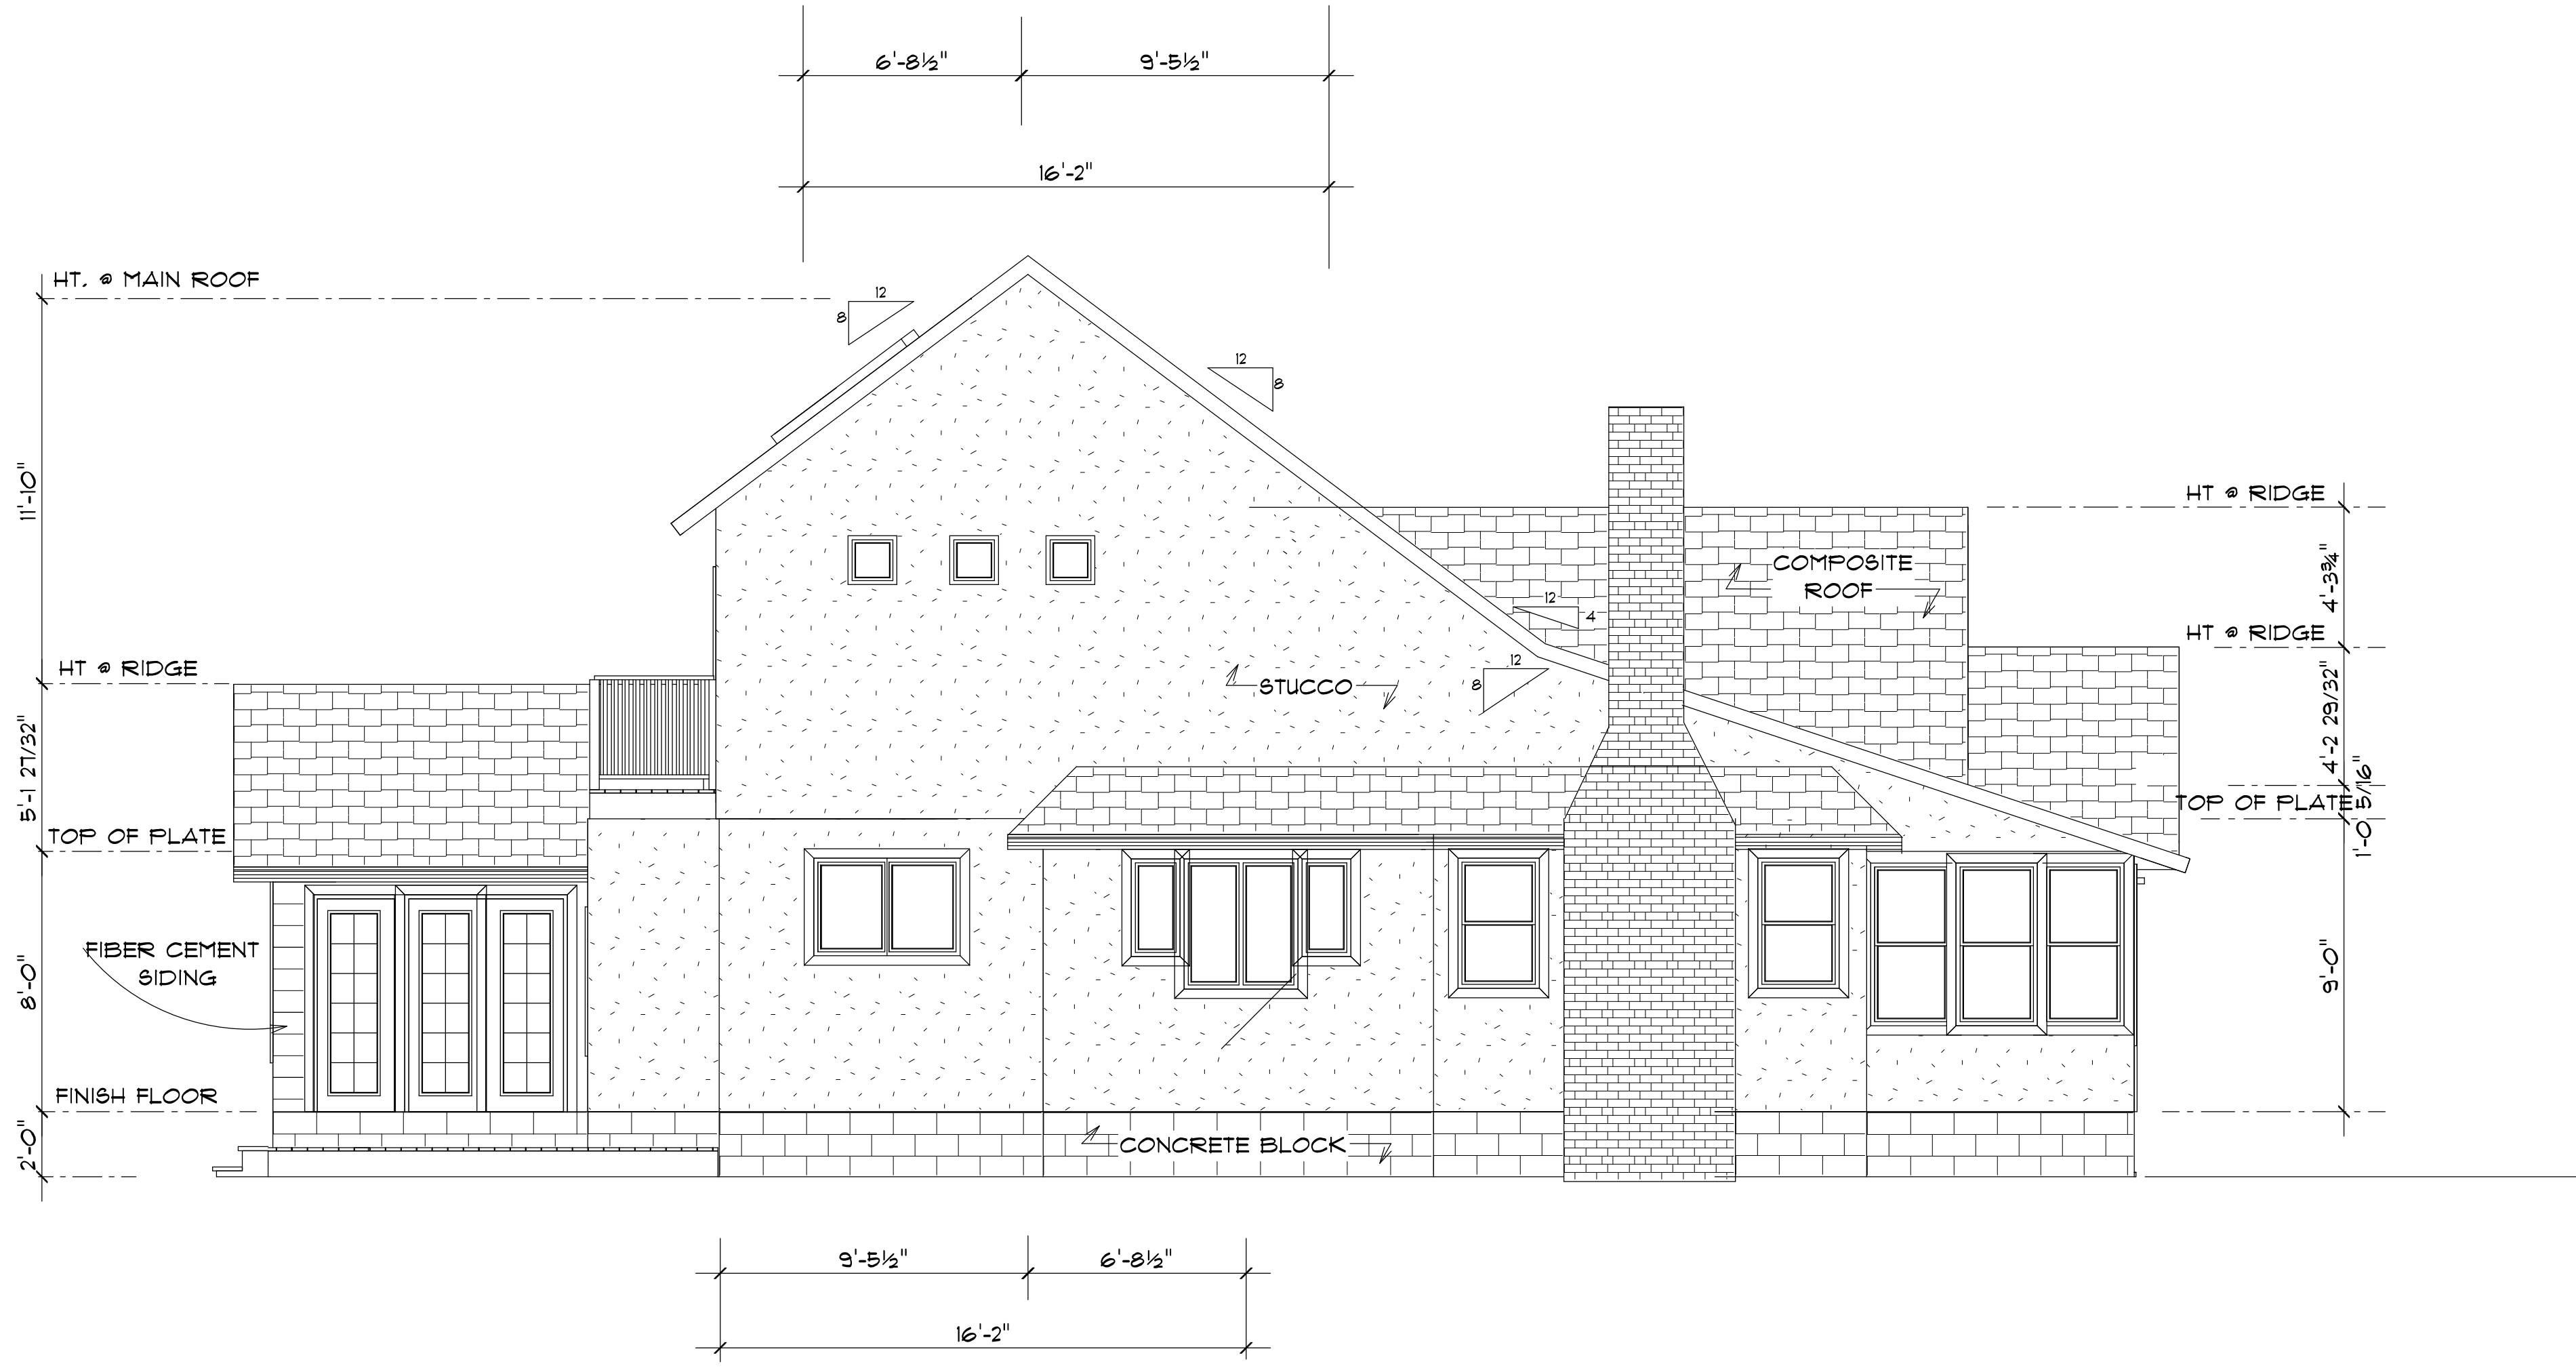 6'-8½" 9'-5½"
16'-2"
HT. @ MAIN ROOF
12
8
12
8
11'-10"
HT @ RIDGE
COMPOSITE
ROOF
4'-3¾"
12
4
HT @ RIDGE
HT @ RIDGE
12
8
STUCCO
5'-1 27/32"
4'-2 29/32"
TOP OF PLATE
TOP OF PLATE
1'-0 5/16"
FIBER CEMENT
SIDING
8'-0"
9'-0"
FINISH FLOOR
2'-0"
CONCRETE BLOCK
9'-5½" 6'-8½"
16'-2"